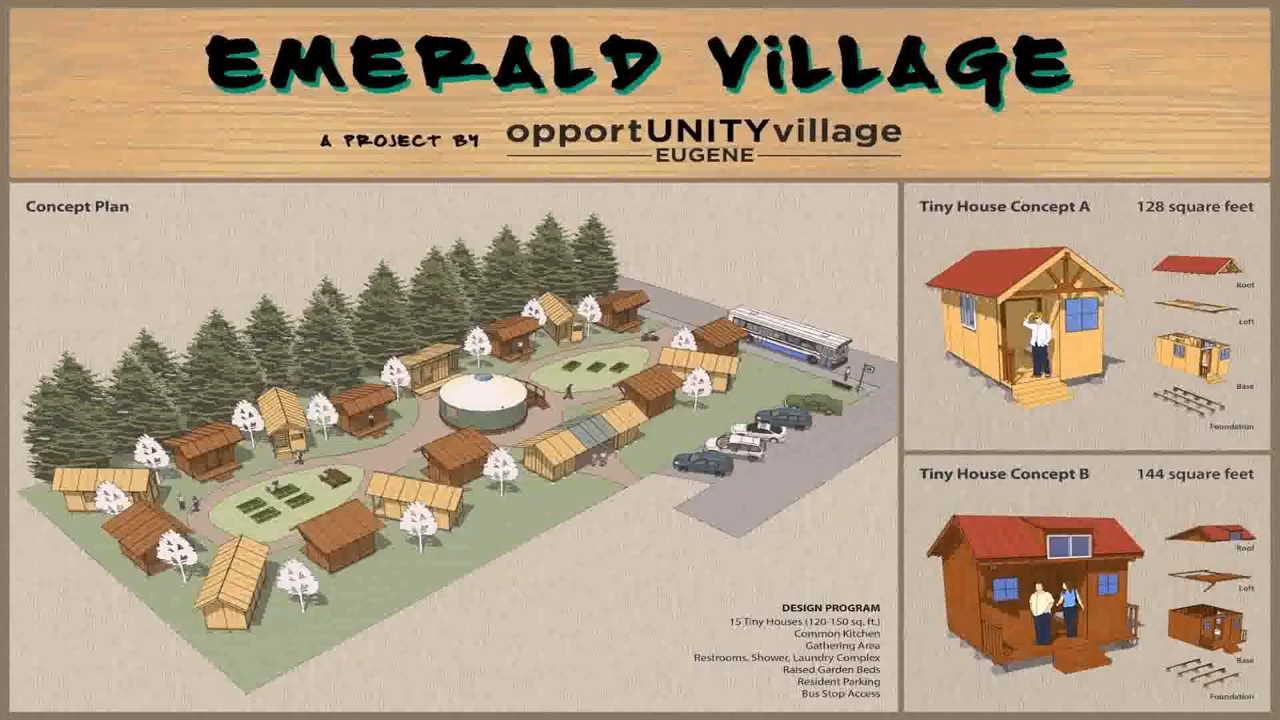 EMERALD ViLLAGE
A PROJECT BY opportUNITYvillage
EUGENE
Concept Plan
DESIGN PROGRAM
15 Tiny Houses (120-150 sq. ft.)
Common Kitchen
Gathering Area
Restrooms, Shower, Laundry Complex
Raised Garden Beds
Resident Parking
Bus Stop Access
Tiny House Concept A 128 square feet
Roof
Loft
Base
Foundation
Tiny House Concept B 144 square feet
Roof
Loft
Base
Foundation